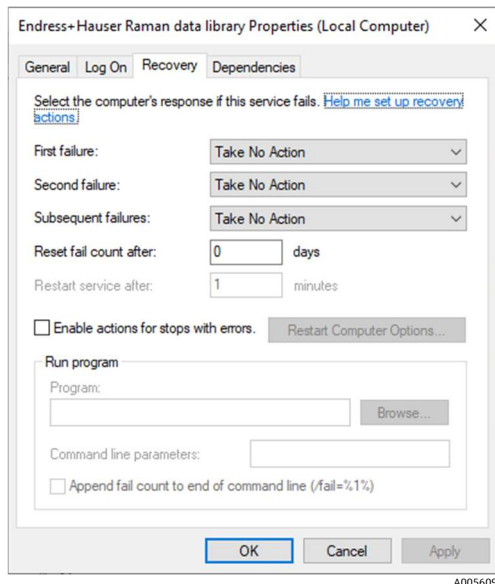 Endress+Hauser Raman data library Properties (Local Computer)
General Log On Recovery Dependencies
Select the computer's response if this service fails. Help me set up recovery
actions.
First failure: Take No Action
Second failure: Take No Action
Subsequent failures: Take No Action
Reset fail count after: 0 days
Restart service after: 1 minutes
Enable actions for stops with errors. Restart Computer Options...
Run program
Program:
Browse...
Command line parameters:
Append fail count to end of command line (/fail=%1%)
OK Cancel Apply
A005609